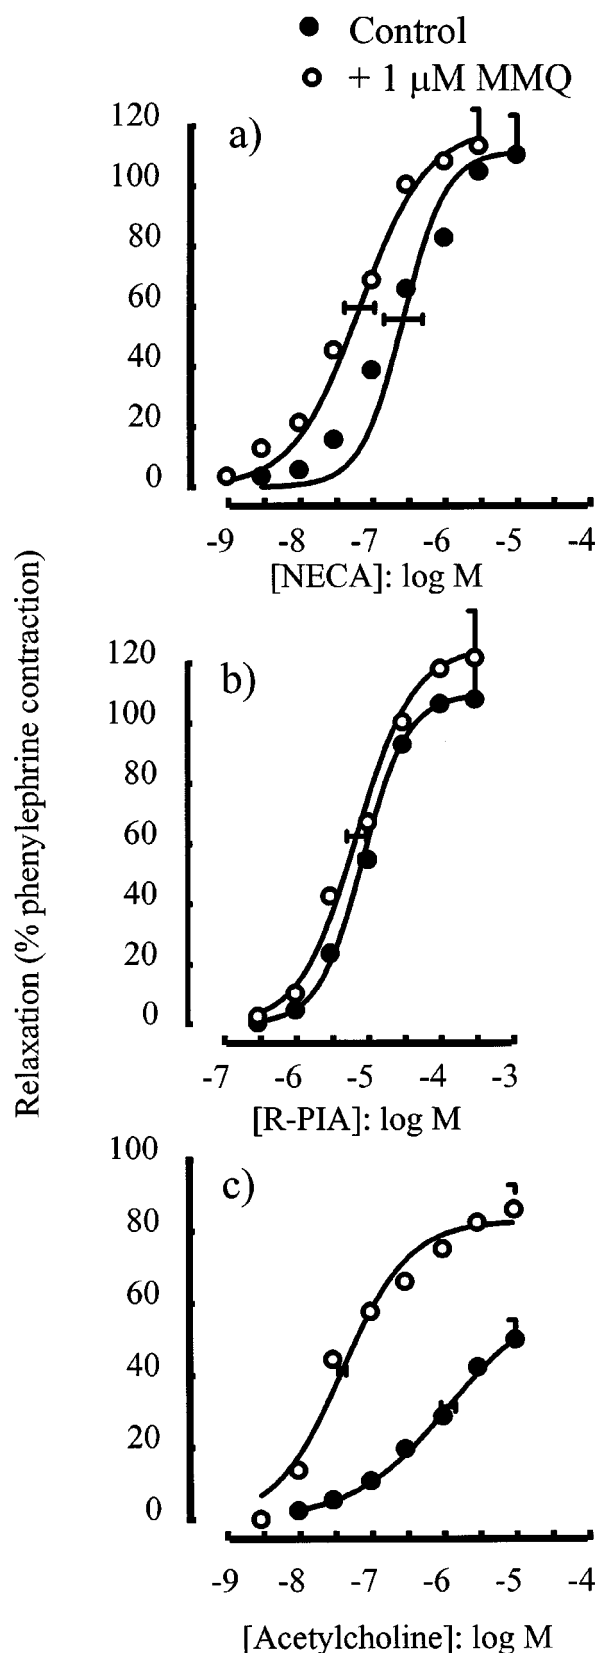 Control
+ 1 μM MMQ
a)
120
100
80
60
40
20
0
-9 -8 -7 -6 -5 -4
[NECA]: log M
Relaxation (% phenylephrine contraction)
b)
120
100
80
60
40
20
0
-7 -6 -5 -4 -3
[R-PIA]: log M
c)
100
80
60
40
20
0
-9 -8 -7 -6 -5 -4
[Acetylcholine]: log M